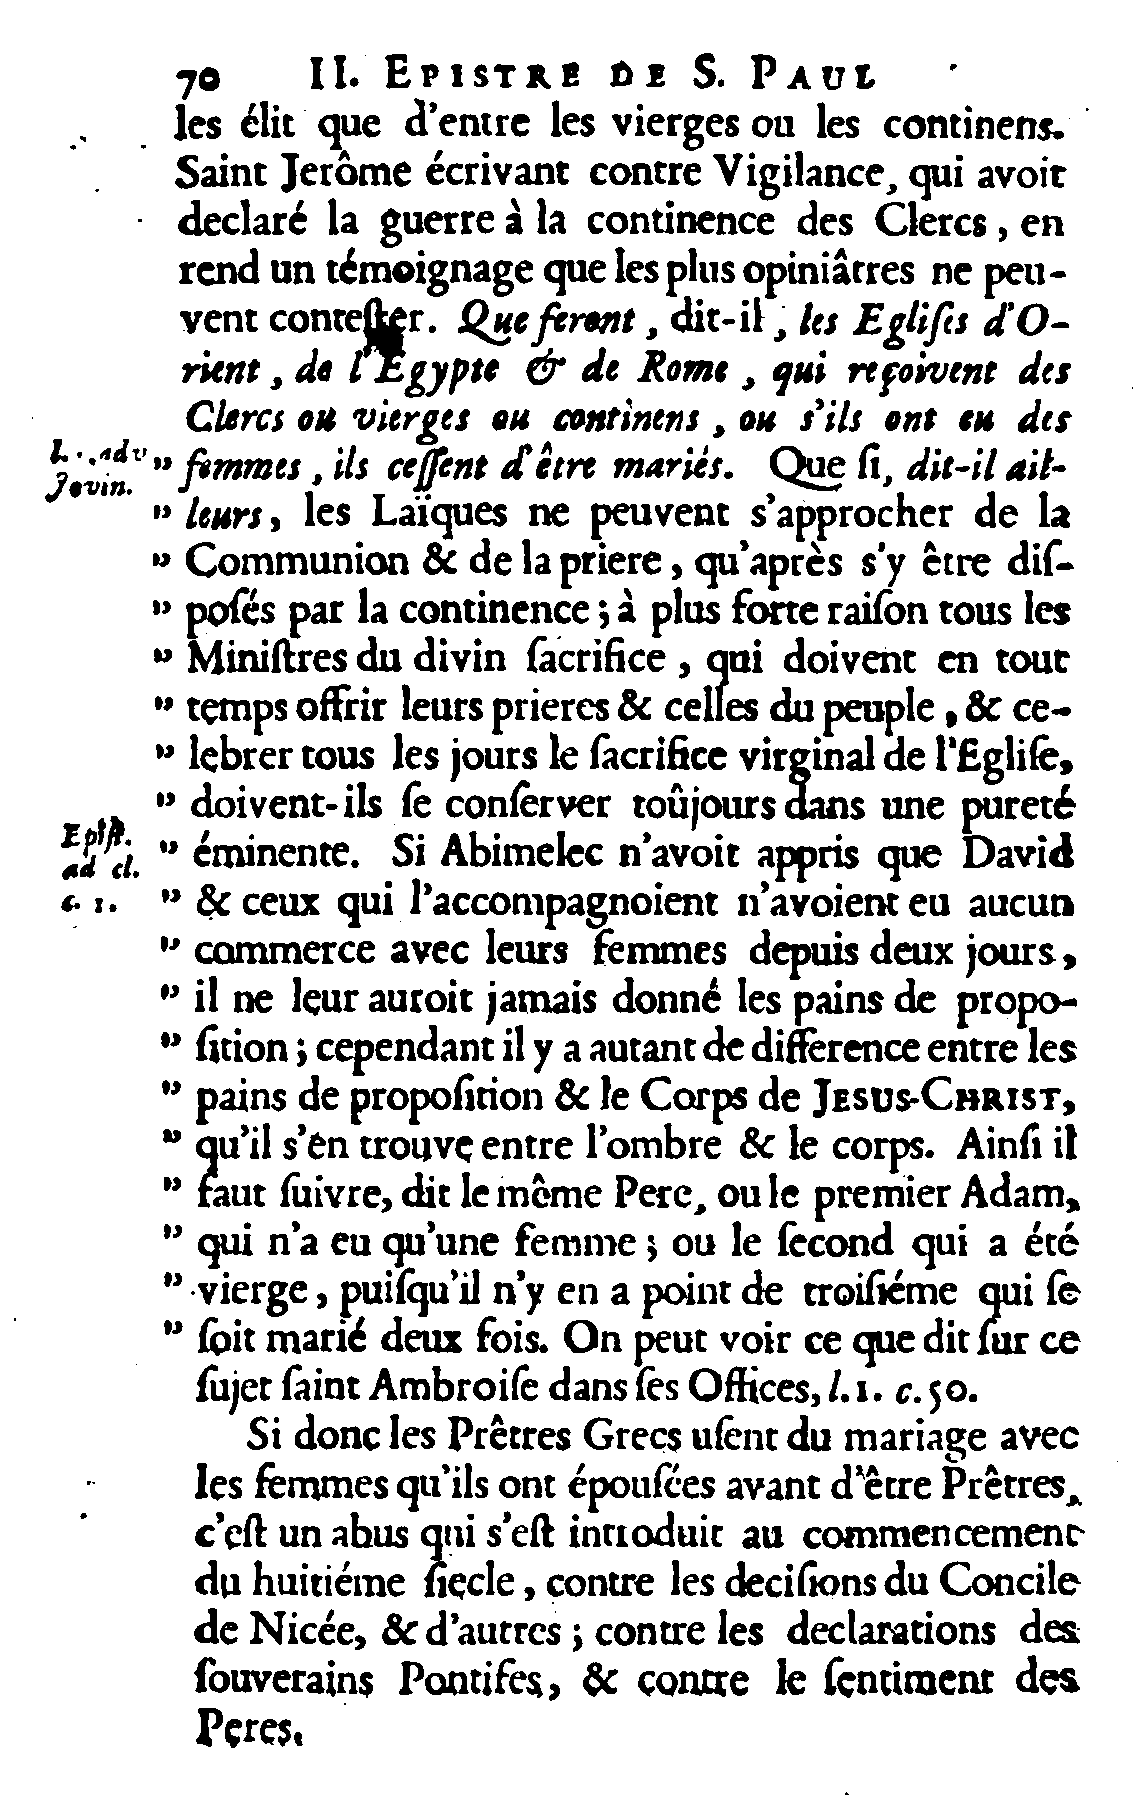 70 II. EPISTRE DE S. PAUL
les élit que d'entre les vierges ou les continens.
Saint Jerôme écrivant contre Vigilance, qui avoit
declaré la guerre à la continence des Clercs, en
rend un témoignage que les plus opiniâtres ne peu-
vent contester. Que feront, dit-il, les Egliſes d'O-
rient, de l'Egypte & de Rome, qui reçoivent des
Clercs ou vierges ou continens, ou s'ils ont eu des
l. adv " femmes, ils ceſſent d'être mariés. Que ſi, dit-il ail-
Jovin. " leurs, les Laïques ne peuvent s'approcher de la
" Communion & de la priere, qu'après s'y être diſ-
" poſés par la continence; à plus forte raiſon tous les
" Miniſtres du divin ſacrifice, qui doivent en tout
" temps offrir leurs prieres & celles du peuple, & ce-
" lebrer tous les jours le ſacrifice virginal de l'Egliſe,
" doivent-ils ſe conſerver toûjours dans une pureté
Epiſt. " éminente. Si Abimelec n'avoit appris que David
ad cl.
c. 1. " & ceux qui l'accompagnoient n'avoient eu aucun
" commerce avec leurs femmes depuis deux jours,
" il ne leur auroit jamais donné les pains de propo-
" ſition; cependant il y a autant de difference entre les
" pains de propoſition & le Corps de JESUS-CHRIST,
" qu'il s'en trouve entre l'ombre & le corps. Ainſi il
" faut ſuivre, dit le même Pere, ou le premier Adam,
" qui n'a eu qu'une femme; ou le ſecond qui a été
" vierge, puiſqu'il n'y en a point de troiſiéme qui ſe
" ſoit marié deux fois. On peut voir ce que dit ſur ce
ſujet ſaint Ambroiſe dans ſes Offices, l. 1. c. 50.
Si donc les Prêtres Grecs uſent du mariage avec
les femmes qu'ils ont épouſées avant d'être Prêtres,
c'eſt un abus qui s'eſt introduit au commencement
du huitiéme ſiecle, contre les deciſions du Concile
de Nicée, & d'autres; contre les declarations des
ſouverains Pontifes, & contre le ſentiment des
Peres.